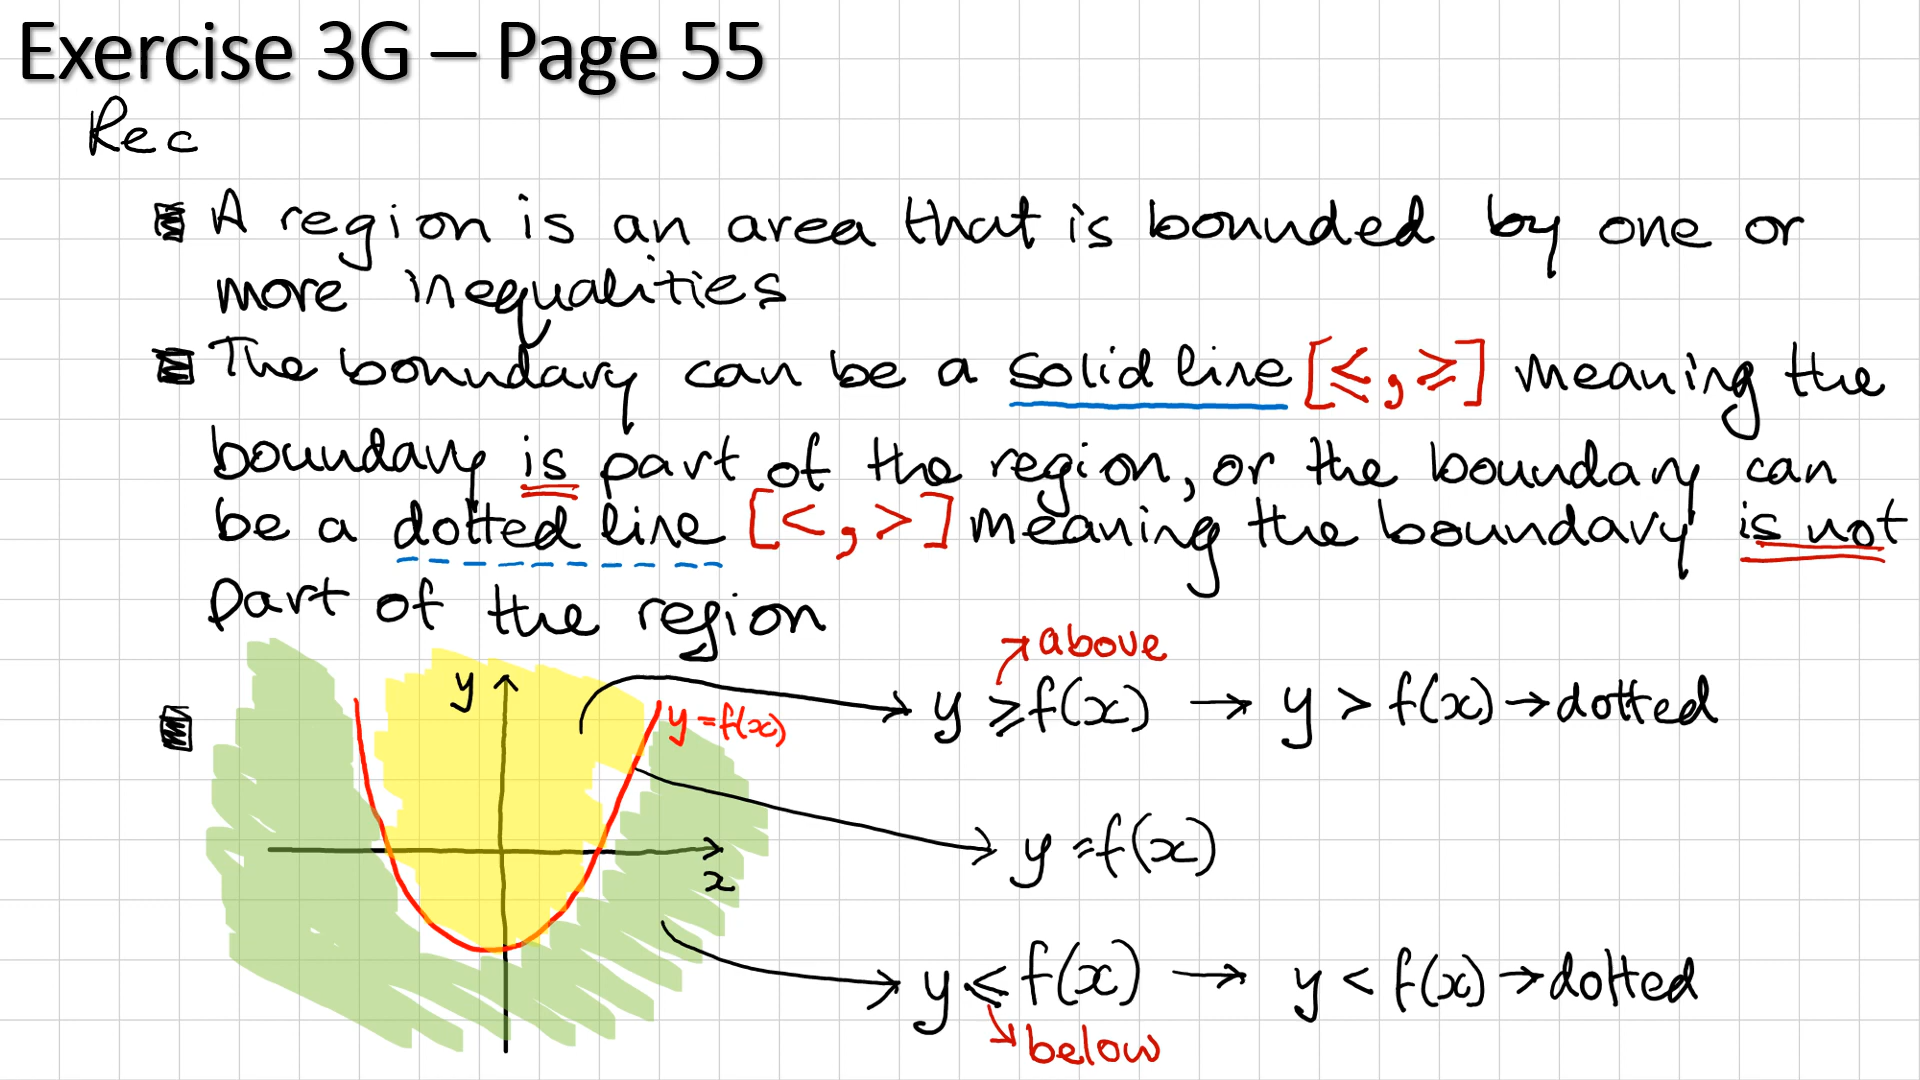 Exercise 3G – Page 55
Rec
A region is an area that is bounded by one or
more inequalities
The boundary can be a solid line [⩽, ⩾] meaning the
boundary is part of the region, or the boundary can
be a dotted line [<, >] meaning the boundary is not
part of the region
above
y
y = f(x)
y ⩾ f(x) → y > f(x) → dotted
y = f(x)
x
y ⩽ f(x) → y < f(x) → dotted
below